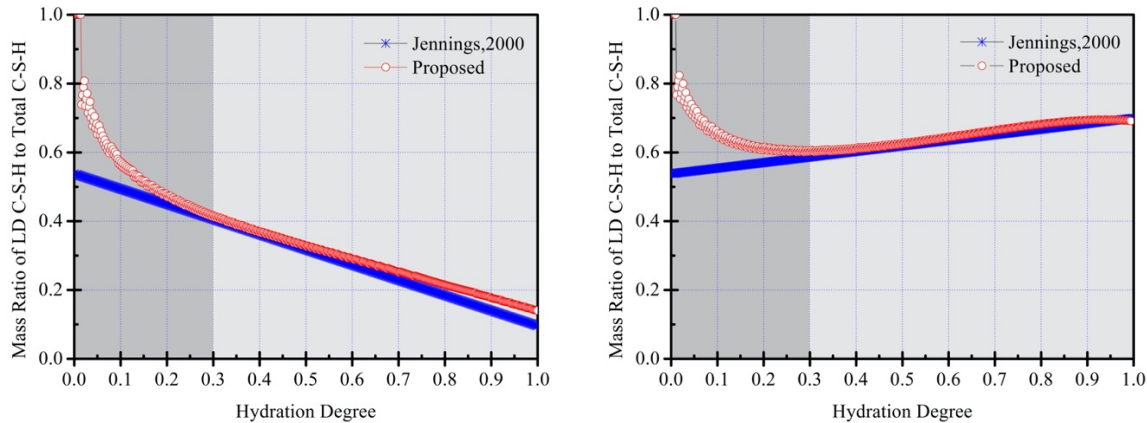 Mass Ratio of LD C-S-H to Total C-S-H
1.0
0.8
0.6
0.4
0.2
0.0
Jennings,2000
Proposed
0.0 0.1 0.2 0.3 0.4 0.5 0.6 0.7 0.8 0.9 1.0
Hydration Degree
Mass Ratio of LD C-S-H to Total C-S-H
1.0
0.8
0.6
0.4
0.2
0.0
Jennings,2000
Proposed
0.0 0.1 0.2 0.3 0.4 0.5 0.6 0.7 0.8 0.9 1.0
Hydration Degree